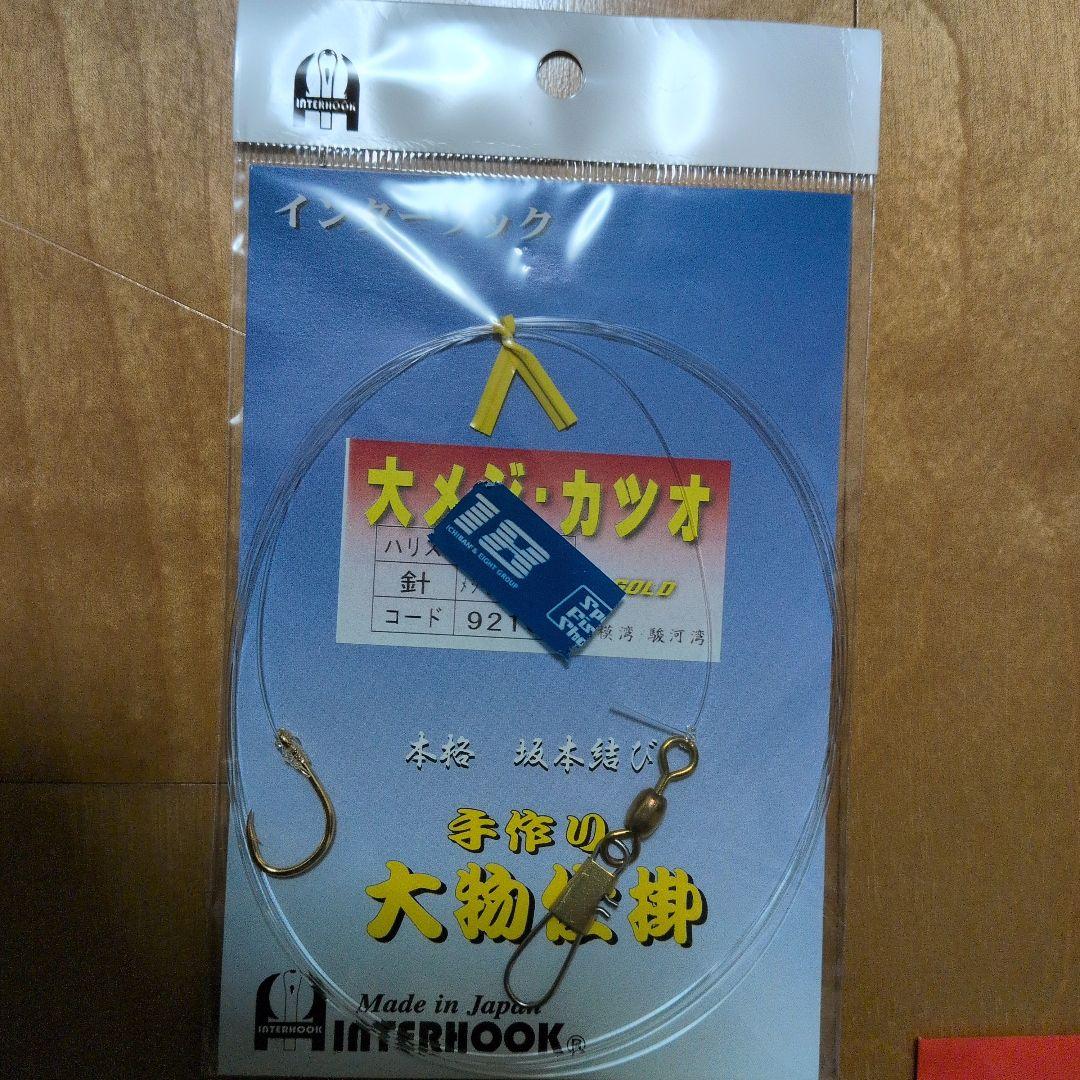 INTERHOOK
インターフック
大メジ・カツオ
ハリス
針
GOLD
コード 921
模湾・駿河湾
ICHIBAN & EIGHT GROUP
本格 坂本結び
手作り
大物仕掛
Made in Japan
INTERHOOK
INTERHOOK®